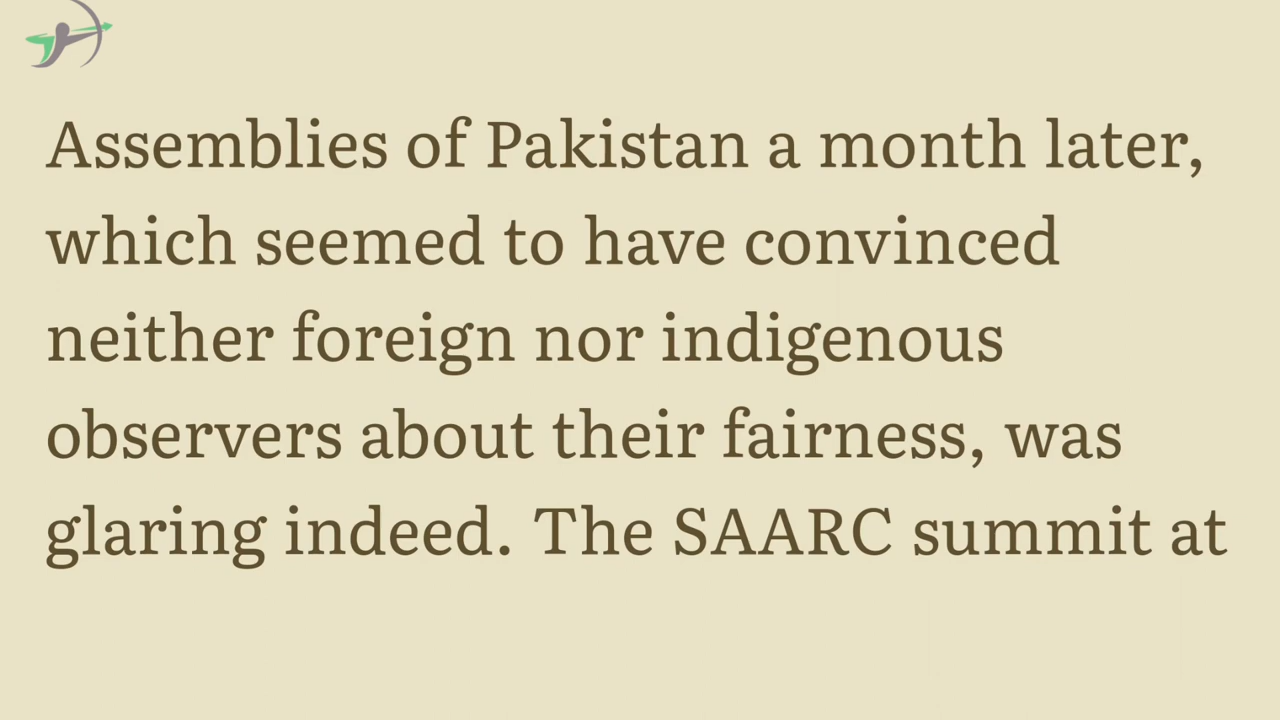 Assemblies of Pakistan a month later,
which seemed to have convinced
neither foreign nor indigenous
observers about their fairness, was
glaring indeed. The SAARC summit at